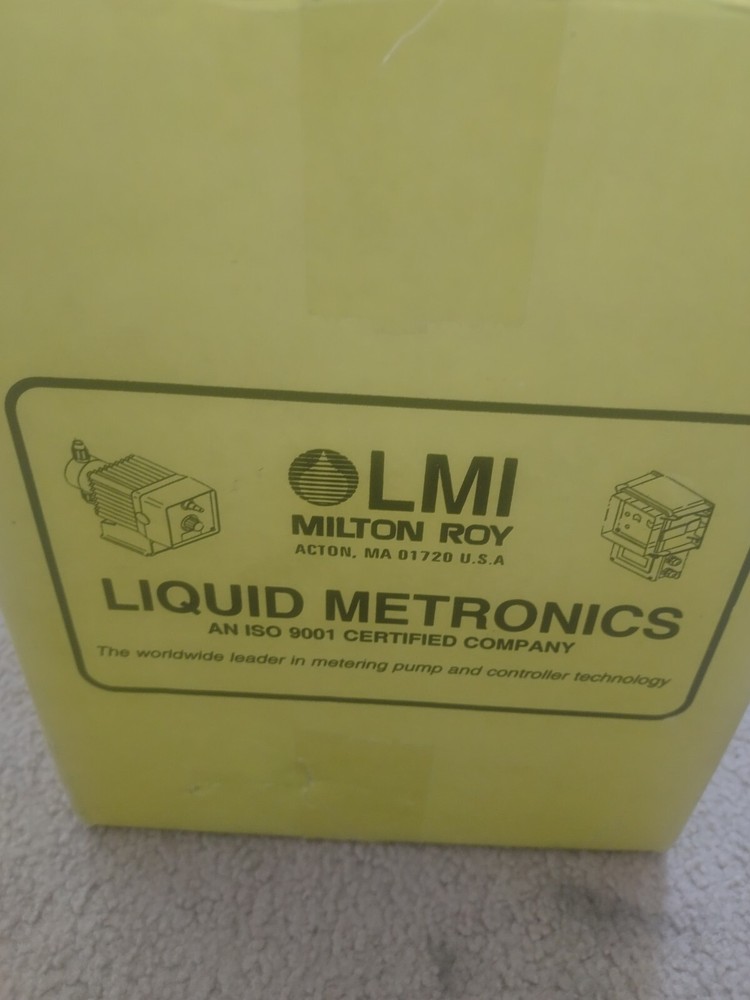 LMI
MILTON ROY
ACTON, MA 01720 U.S.A
LIQUID METRONICS
AN ISO 9001 CERTIFIED COMPANY
The worldwide leader in metering pump and controller technology